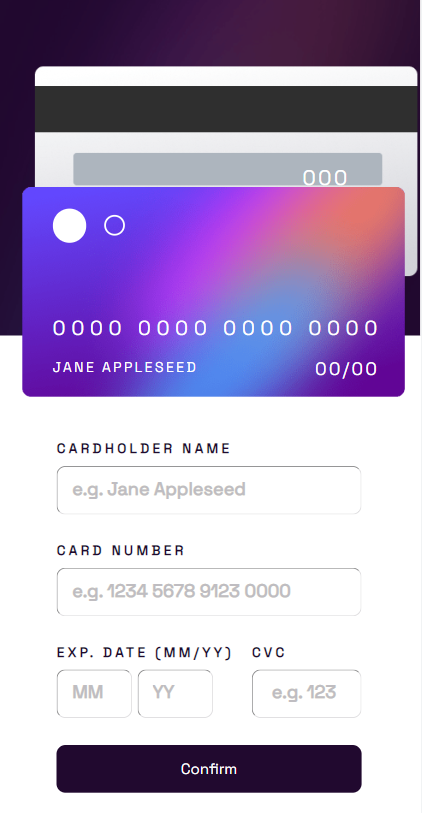 000
0000 0000 0000 0000
JANE APPLESEED 00/00
CARDHOLDER NAME
e.g. Jane Appleseed
CARD NUMBER
e.g. 1234 5678 9123 0000
EXP. DATE (MM/YY) CVC
MM YY e.g. 123
Confirm